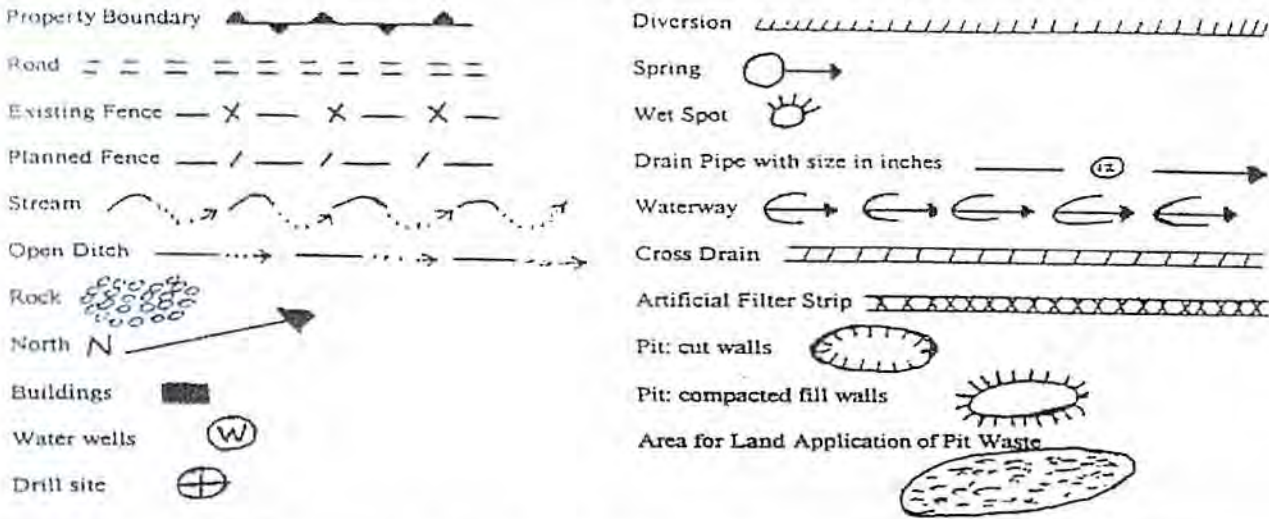 Property Boundary
Road
Existing Fence
Planned Fence
Stream
Open Ditch
Rock
North N
Buildings
Water wells W
Drill site
Diversion
Spring
Wet Spot
Drain Pipe with size in inches 12
Waterway
Cross Drain
Artificial Filter Strip
Pit: cut walls
Pit: compacted fill walls
Area for Land Application of Pit Waste